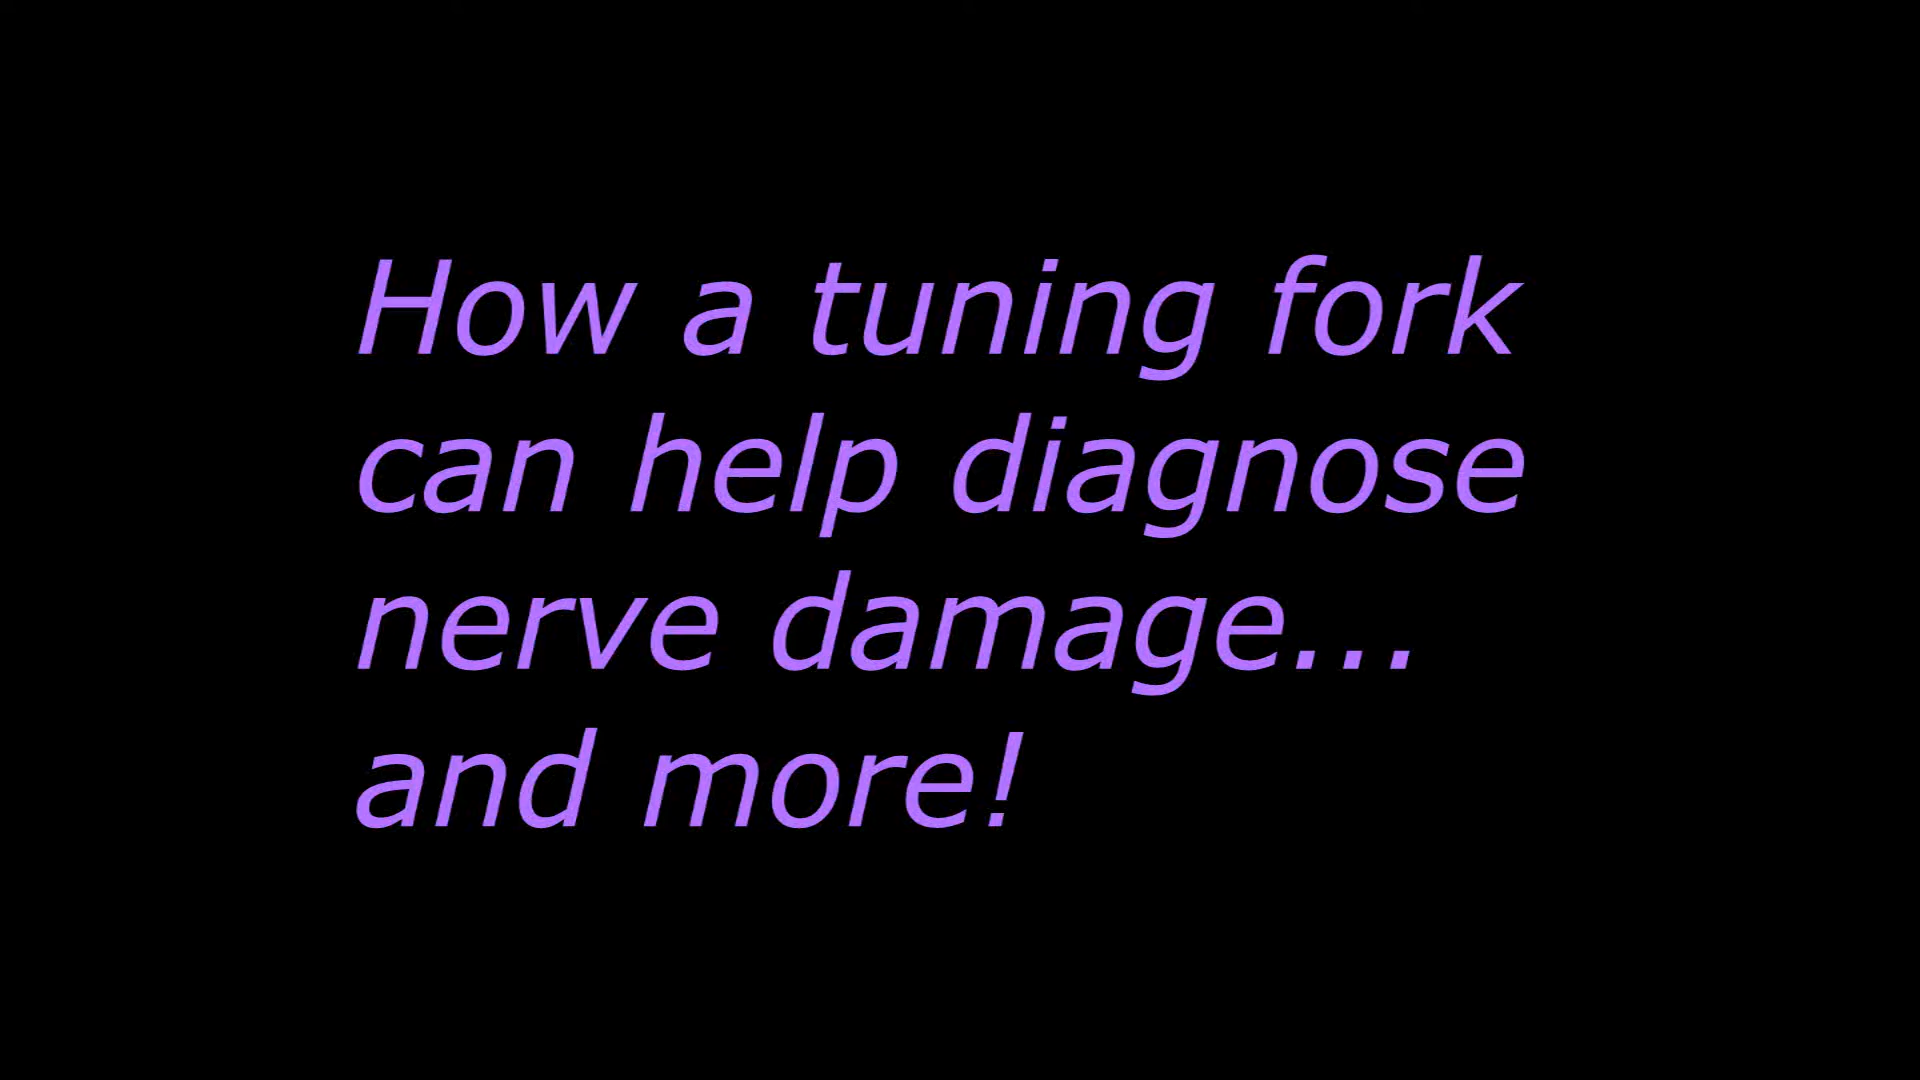 How a tuning fork
can help diagnose
nerve damage...
and more!